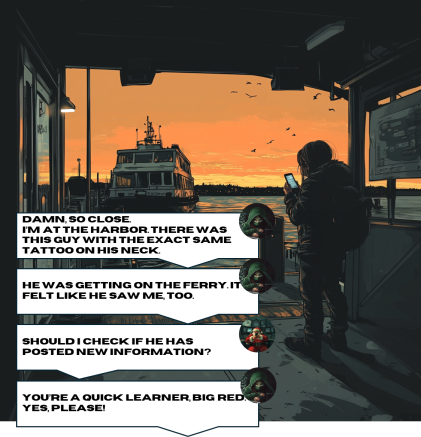 DAMN, SO CLOSE.
I'M AT THE HARBOR. THERE WAS
THIS GUY WITH THE EXACT SAME
TATTOO ON HIS NECK.
HE WAS GETTING ON THE FERRY. IT
FELT LIKE HE SAW ME, TOO.
SHOULD I CHECK IF HE HAS
POSTED NEW INFORMATION?
YOU'RE A QUICK LEARNER, BIG RED.
YES, PLEASE!